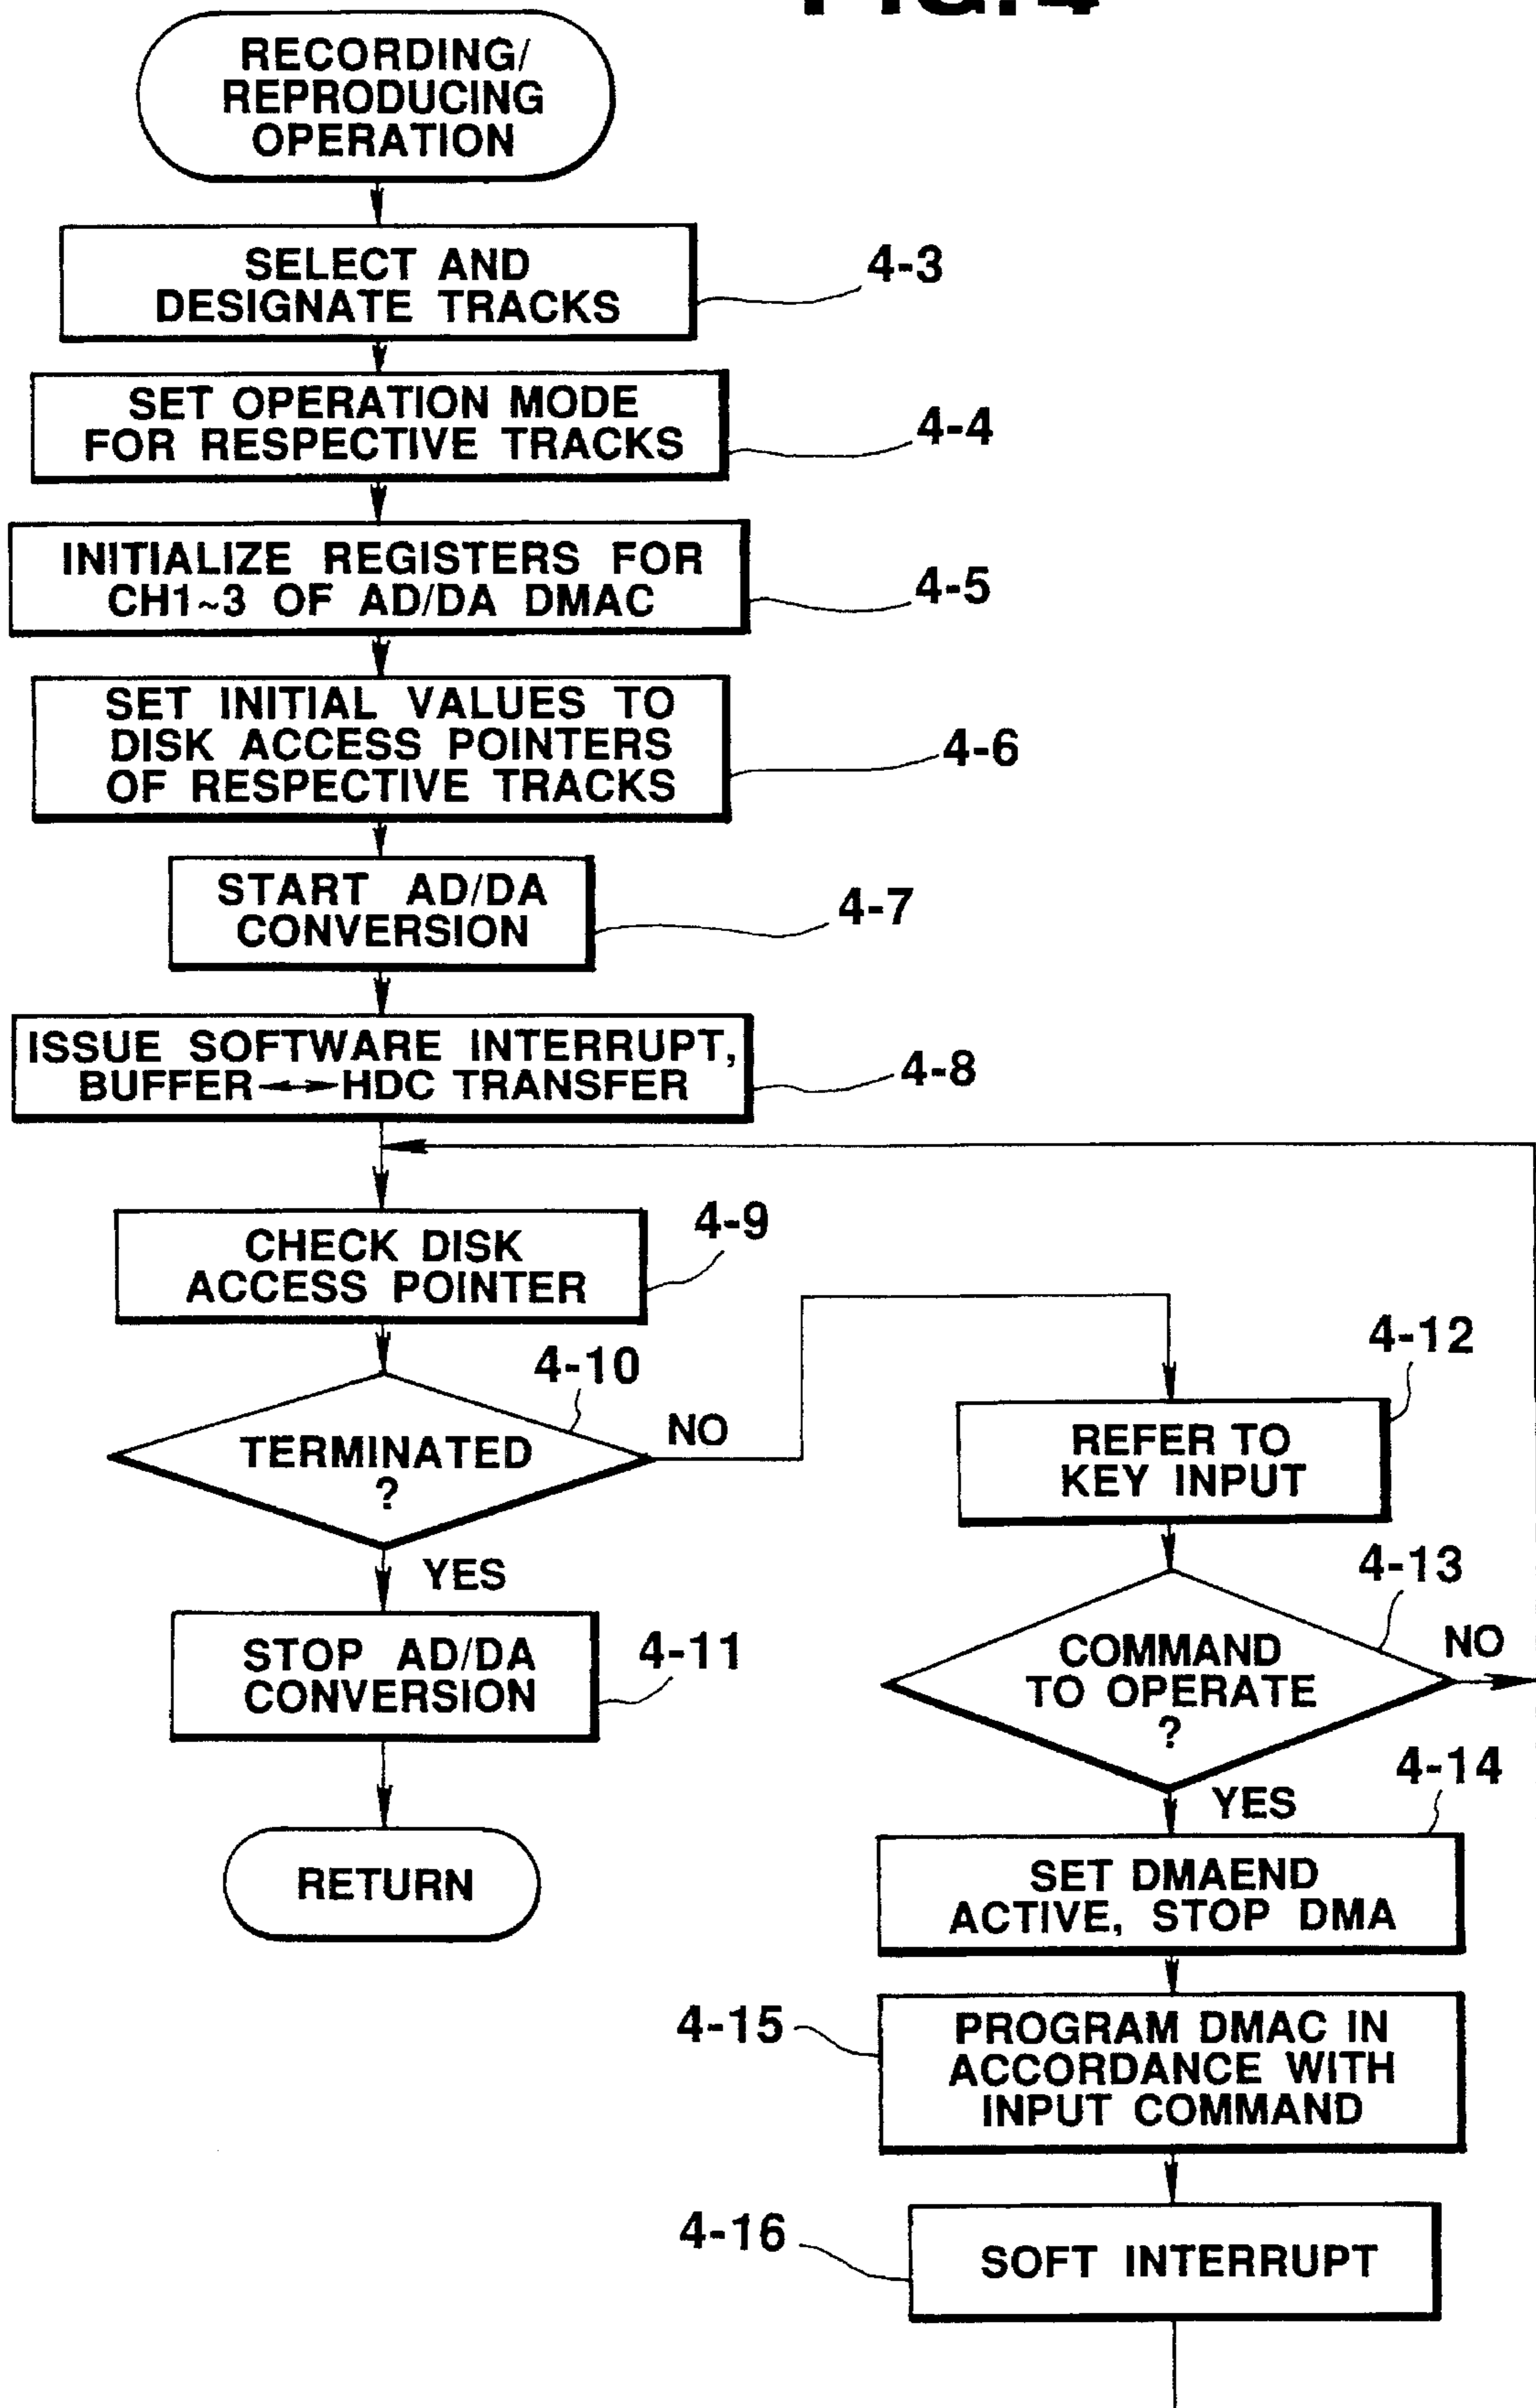 FIG.4
RECORDING/
REPRODUCING
OPERATION
SELECT AND
DESIGNATE TRACKS
4-3
SET OPERATION MODE
FOR RESPECTIVE TRACKS
4-4
INITIALIZE REGISTERS FOR
CH1~3 OF AD/DA DMAC
4-5
SET INITIAL VALUES TO
DISK ACCESS POINTERS
OF RESPECTIVE TRACKS
4-6
START AD/DA
CONVERSION
4-7
ISSUE SOFTWARE INTERRUPT,
BUFFER↔HDC TRANSFER
4-8
CHECK DISK
ACCESS POINTER
4-9
TERMINATED
?
4-10
NO
YES
STOP AD/DA
CONVERSION
4-11
RETURN
4-12
REFER TO
KEY INPUT
4-13
COMMAND
TO OPERATE
?
NO
YES
4-14
SET DMAEND
ACTIVE, STOP DMA
4-15
PROGRAM DMAC IN
ACCORDANCE WITH
INPUT COMMAND
4-16
SOFT INTERRUPT